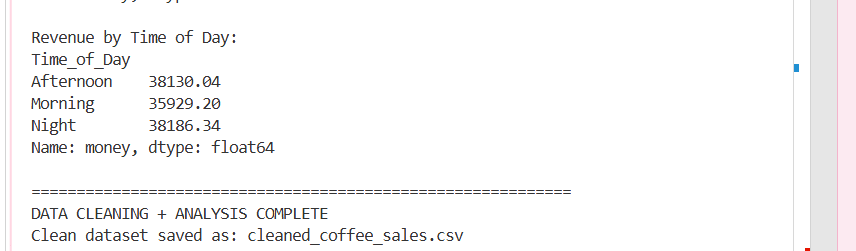 Revenue by Time of Day:
Time_of_Day
Afternoon    38130.04
Morning      35929.20
Night        38186.34
Name: money, dtype: float64
============================================================
DATA CLEANING + ANALYSIS COMPLETE
Clean dataset saved as: cleaned_coffee_sales.csv